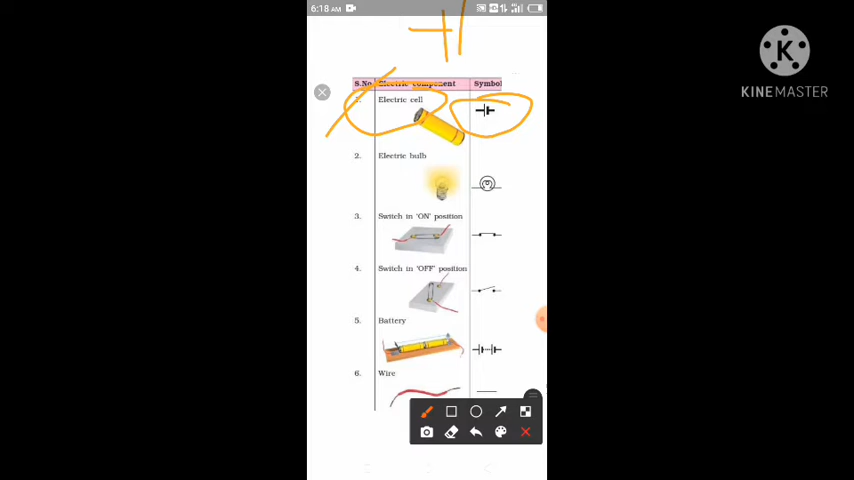 6:18 AM
K
KINEMASTER
S.No. Electric component Symbol
1. Electric cell
2. Electric bulb
3. Switch in ‘ON’ position
4. Switch in ‘OFF’ position
5. Battery
6. Wire